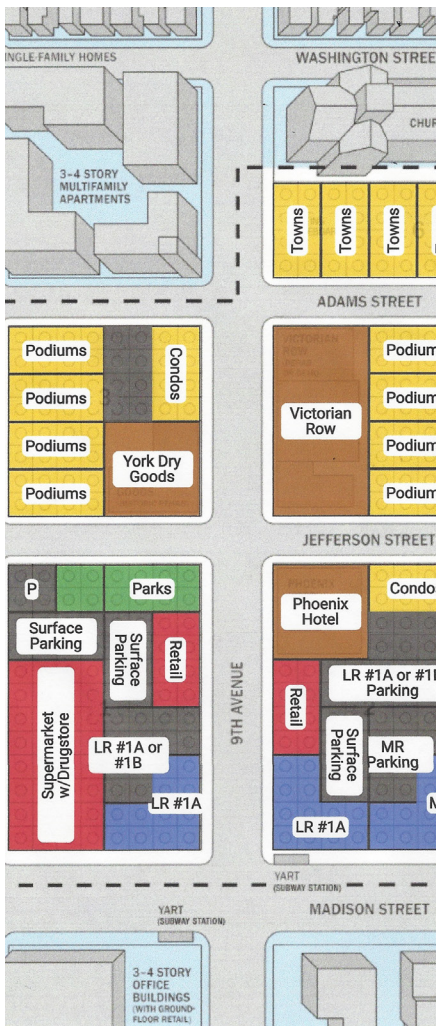 INGLE-FAMILY HOMES
WASHINGTON STREE
CHUR
3–4 STORY
MULTIFAMILY
APARTMENTS
Towns
Towns
Towns
ADAMS STREET
Podiums
Condos
Podium
Podiums
Podium
Victorian
Row
Podiums
York Dry
Goods
Podium
Podiums
Podium
JEFFERSON STREET
P
Parks
Phoenix
Hotel
Condo
Surface
Parking
Surface
Parking
Retail
9TH AVENUE
Retail
LR #1A or #1
Parking
Supermarket
w/Drugstore
LR #1A or
#1B
Surface
Parking
MR
Parking
LR #1A
LR #1A
M
YART
(SUBWAY STATION)
YART
(SUBWAY STATION)
MADISON STREET
3–4 STORY
OFFICE
BUILDINGS
(WITH GROUND-
FLOOR RETAIL)